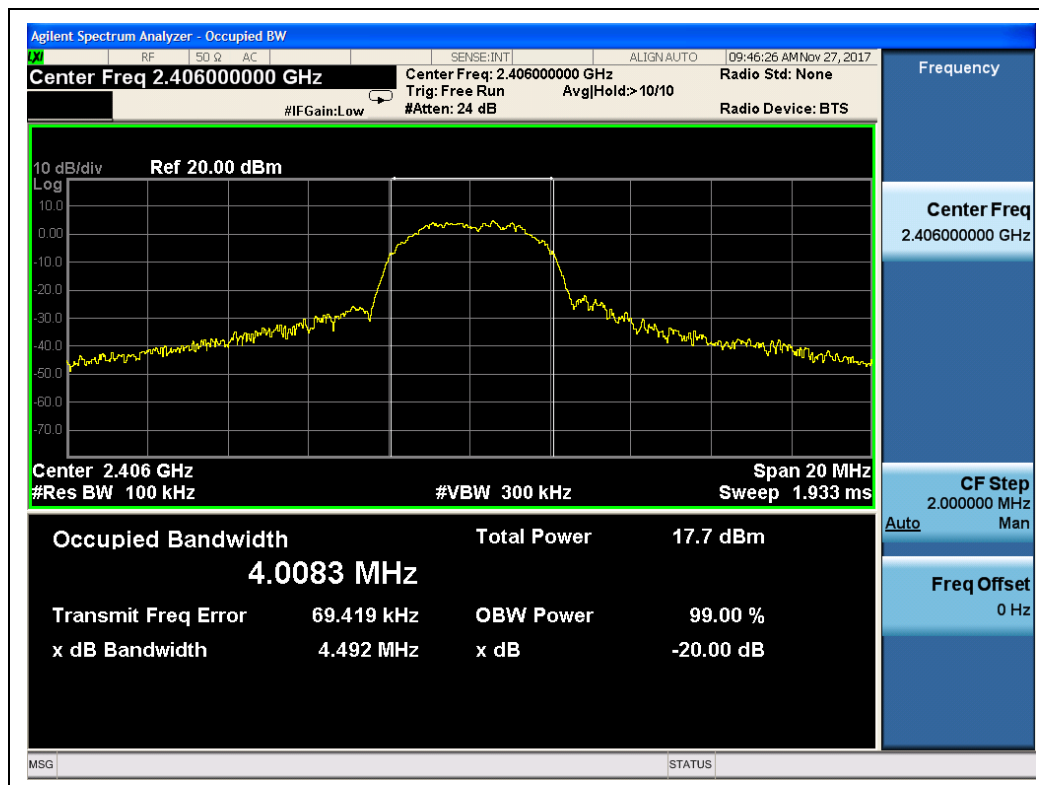 Agilent Spectrum Analyzer - Occupied BW
LXI RF 50 Ω AC SENSE:INT ALIGN AUTO 09:46:26 AM Nov 27, 2017
Center Freq 2.406000000 GHz
Center Freq: 2.406000000 GHz
Radio Std: None
Trig: Free Run Avg|Hold:> 10/10
#IFGain:Low
#Atten: 24 dB
Radio Device: BTS
10 dB/div Ref 20.00 dBm
Log
10.0
0.00
-10.0
-20.0
-30.0
-40.0
-50.0
-60.0
-70.0
Center 2.406 GHz Span 20 MHz
#Res BW 100 kHz #VBW 300 kHz Sweep 1.933 ms
Occupied Bandwidth Total Power 17.7 dBm
4.0083 MHz
Transmit Freq Error 69.419 kHz OBW Power 99.00 %
x dB Bandwidth 4.492 MHz x dB -20.00 dB
MSG STATUS
Frequency
Center Freq
2.406000000 GHz
CF Step
2.000000 MHz
Auto Man
Freq Offset
0 Hz